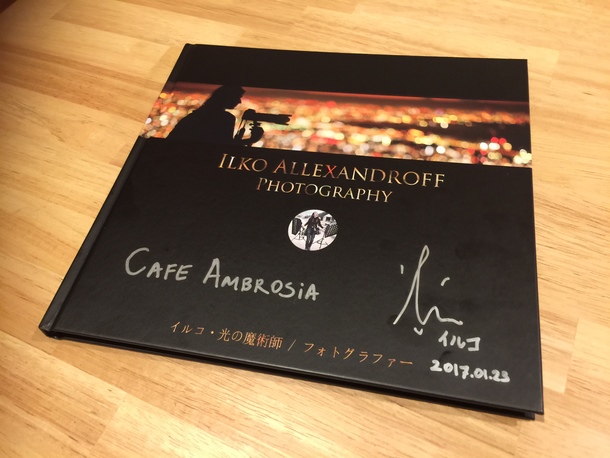 ILKO ALLEXANDROFF
PHOTOGRAPHY
CAFE AMBROSiA
イルコ
2017.01.23
イルコ・光の魔術師 / フォトグラファー